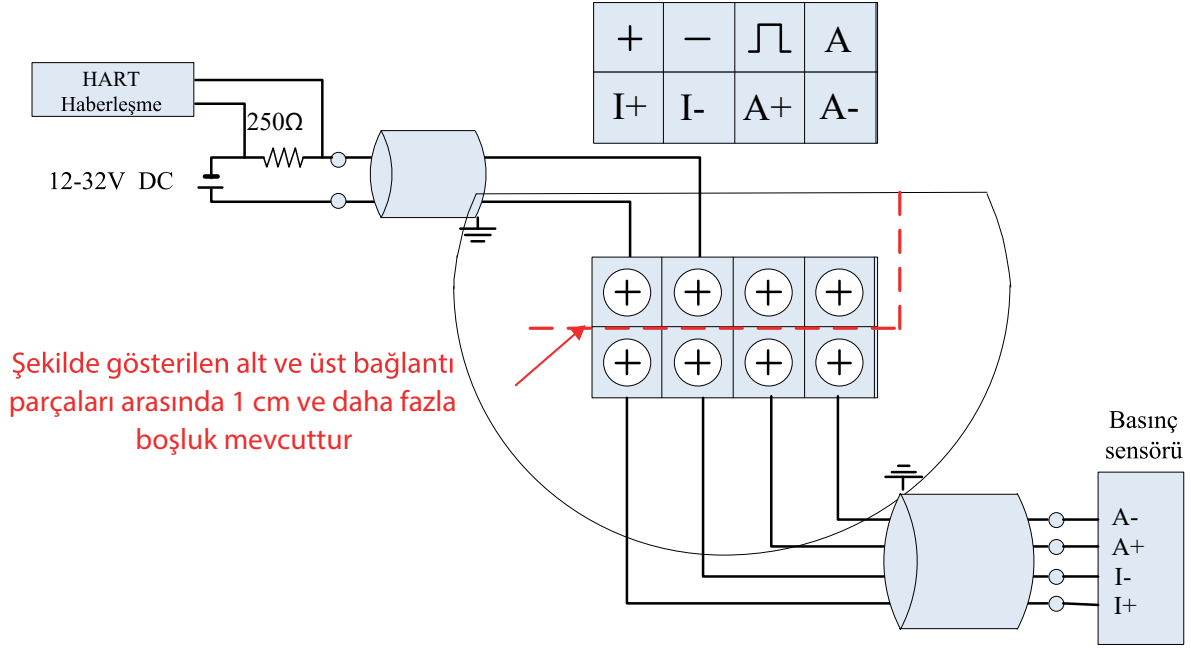 + − A
I+ I- A+ A-
HART
Haberleşme
250Ω
12-32V DC
Şekilde gösterilen alt ve üst bağlantı
parçaları arasında 1 cm ve daha fazla
boşluk mevcuttur
Basınç
sensörü
A-
A+
I-
I+